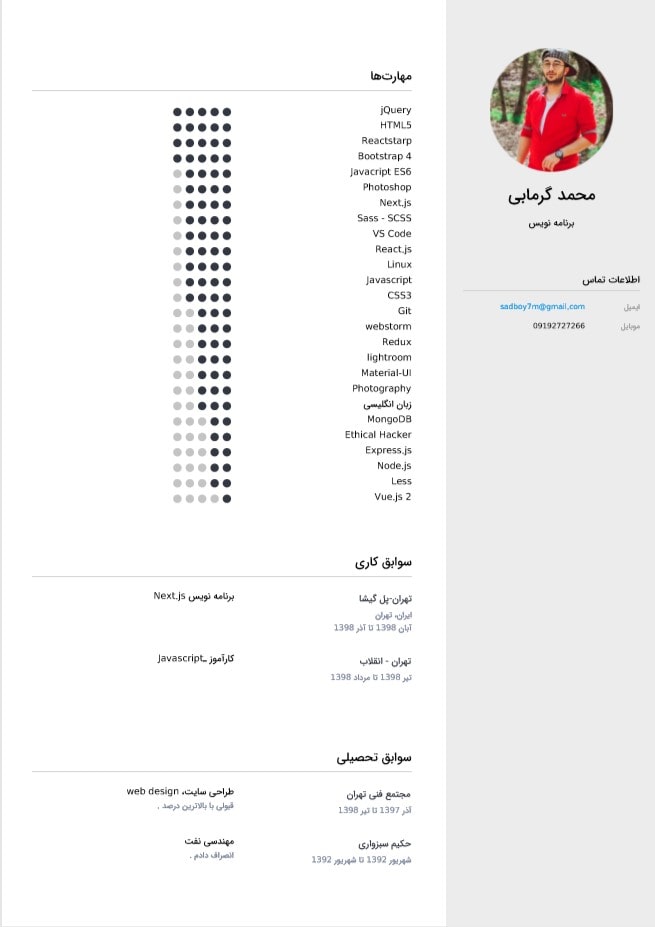 محمد گرمابی
برنامه نویس
اطلاعات تماس
ایمیل sadboy7m@gmail.com
موبایل 09192727266
مهارت‌ها
jQuery
HTML5
Reactstarp
Bootstrap 4
Javacript ES6
Photoshop
Next.js
Sass - SCSS
VS Code
React.js
Linux
Javascript
CSS3
Git
webstorm
Redux
lightroom
Material-UI
Photography
زبان انگلیسی
MongoDB
Ethical Hacker
Express.js
Node.js
Less
Vue.js 2
سوابق کاری
تهران-پل گیشا برنامه نویس Next.js
ایران، تهران
آبان 1398 تا آذر 1398
تهران - انقلاب کارآموز ـJavascript
تیر 1398 تا مرداد 1398
سوابق تحصیلی
مجتمع فنی تهران طراحی سایت، web design
آذر 1397 تا تیر 1398 قبولی با بالاترین درصد .
حکیم سبزواری مهندسی نفت
شهریور 1392 تا شهریور 1392 انصراف دادم .